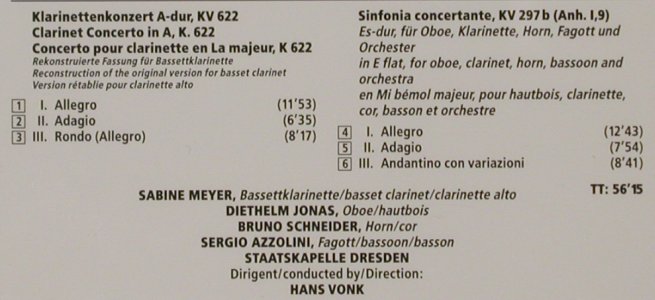 Klarinettenkonzert A-dur, KV 622
Clarinet Concerto in A, K. 622
Concerto pour clarinette en La majeur, K 622
Rekonstruierte Fassung für Bassettklarinette
Reconstruction of the original version for basset clarinet
Version rétablie pour clarinette alto
1 I. Allegro (11'53)
2 II. Adagio (6'35)
3 III. Rondo (Allegro) (8'17)
Sinfonia concertante, KV 297 b (Anh. I,9)
Es-dur, für Oboe, Klarinette, Horn, Fagott und
Orchester
in E flat, for oboe, clarinet, horn, bassoon and
orchestra
en Mi bémol majeur, pour hautbois, clarinette,
cor, basson et orchestre
4 I. Allegro (12'43)
5 II. Adagio (7'54)
6 III. Andantino con variazioni (8'41)
TT: 56'15
SABINE MEYER, Bassettklarinette/basset clarinet/clarinette alto
DIETHELM JONAS, Oboe/hautbois
BRUNO SCHNEIDER, Horn/cor
SERGIO AZZOLINI, Fagott/bassoon/basson
STAATSKAPELLE DRESDEN
Dirigent/conducted by/Direction:
HANS VONK